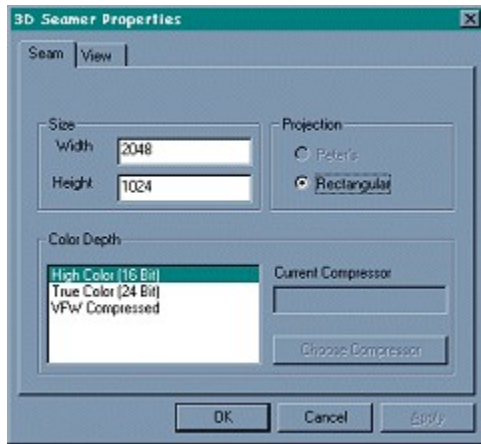 3D Seamer Properties
Seam View
Size
Width 2048
Height 1024
Projection
Peter's
Rectangular
Color Depth
High Color (16 Bit)
True Color (24 Bit)
VFW Compressed
Current Compressor
Choose Compressor
OK Cancel Apply